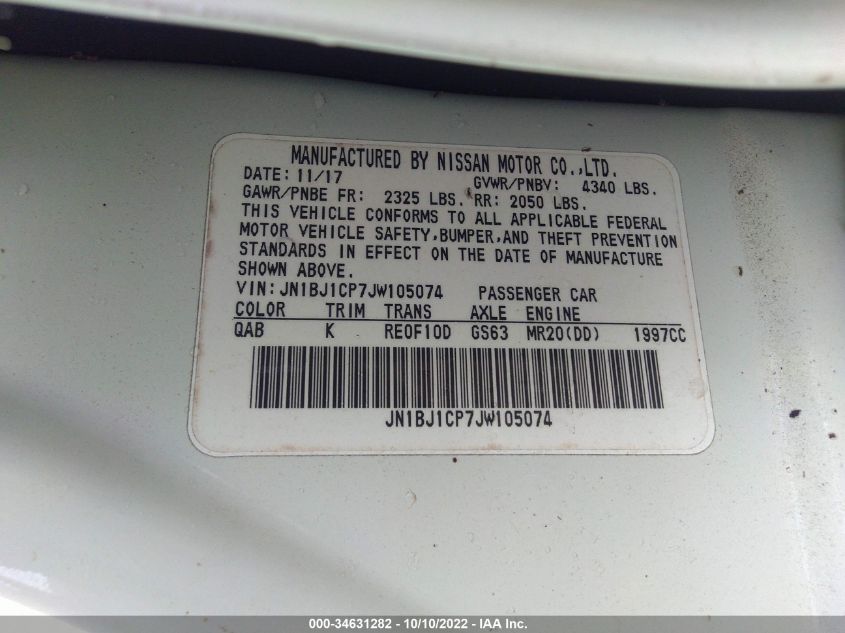 MANUFACTURED BY NISSAN MOTOR CO.,LTD.
DATE: 11/17 GVWR/PNBV: 4340 LBS.
GAWR/PNBE FR: 2325 LBS. RR: 2050 LBS.
THIS VEHICLE CONFORMS TO ALL APPLICABLE FEDERAL
MOTOR VEHICLE SAFETY,BUMPER,AND THEFT PREVENTION
STANDARDS IN EFFECT ON THE DATE OF MANUFACTURE
SHOWN ABOVE.
VIN: JN1BJ1CP7JW105074 PASSENGER CAR
COLOR TRIM TRANS AXLE ENGINE
QAB K RE0F10D GS63 MR20(DD) 1997CC
JN1BJ1CP7JW105074
000-34631282 - 10/10/2022 - IAA Inc.